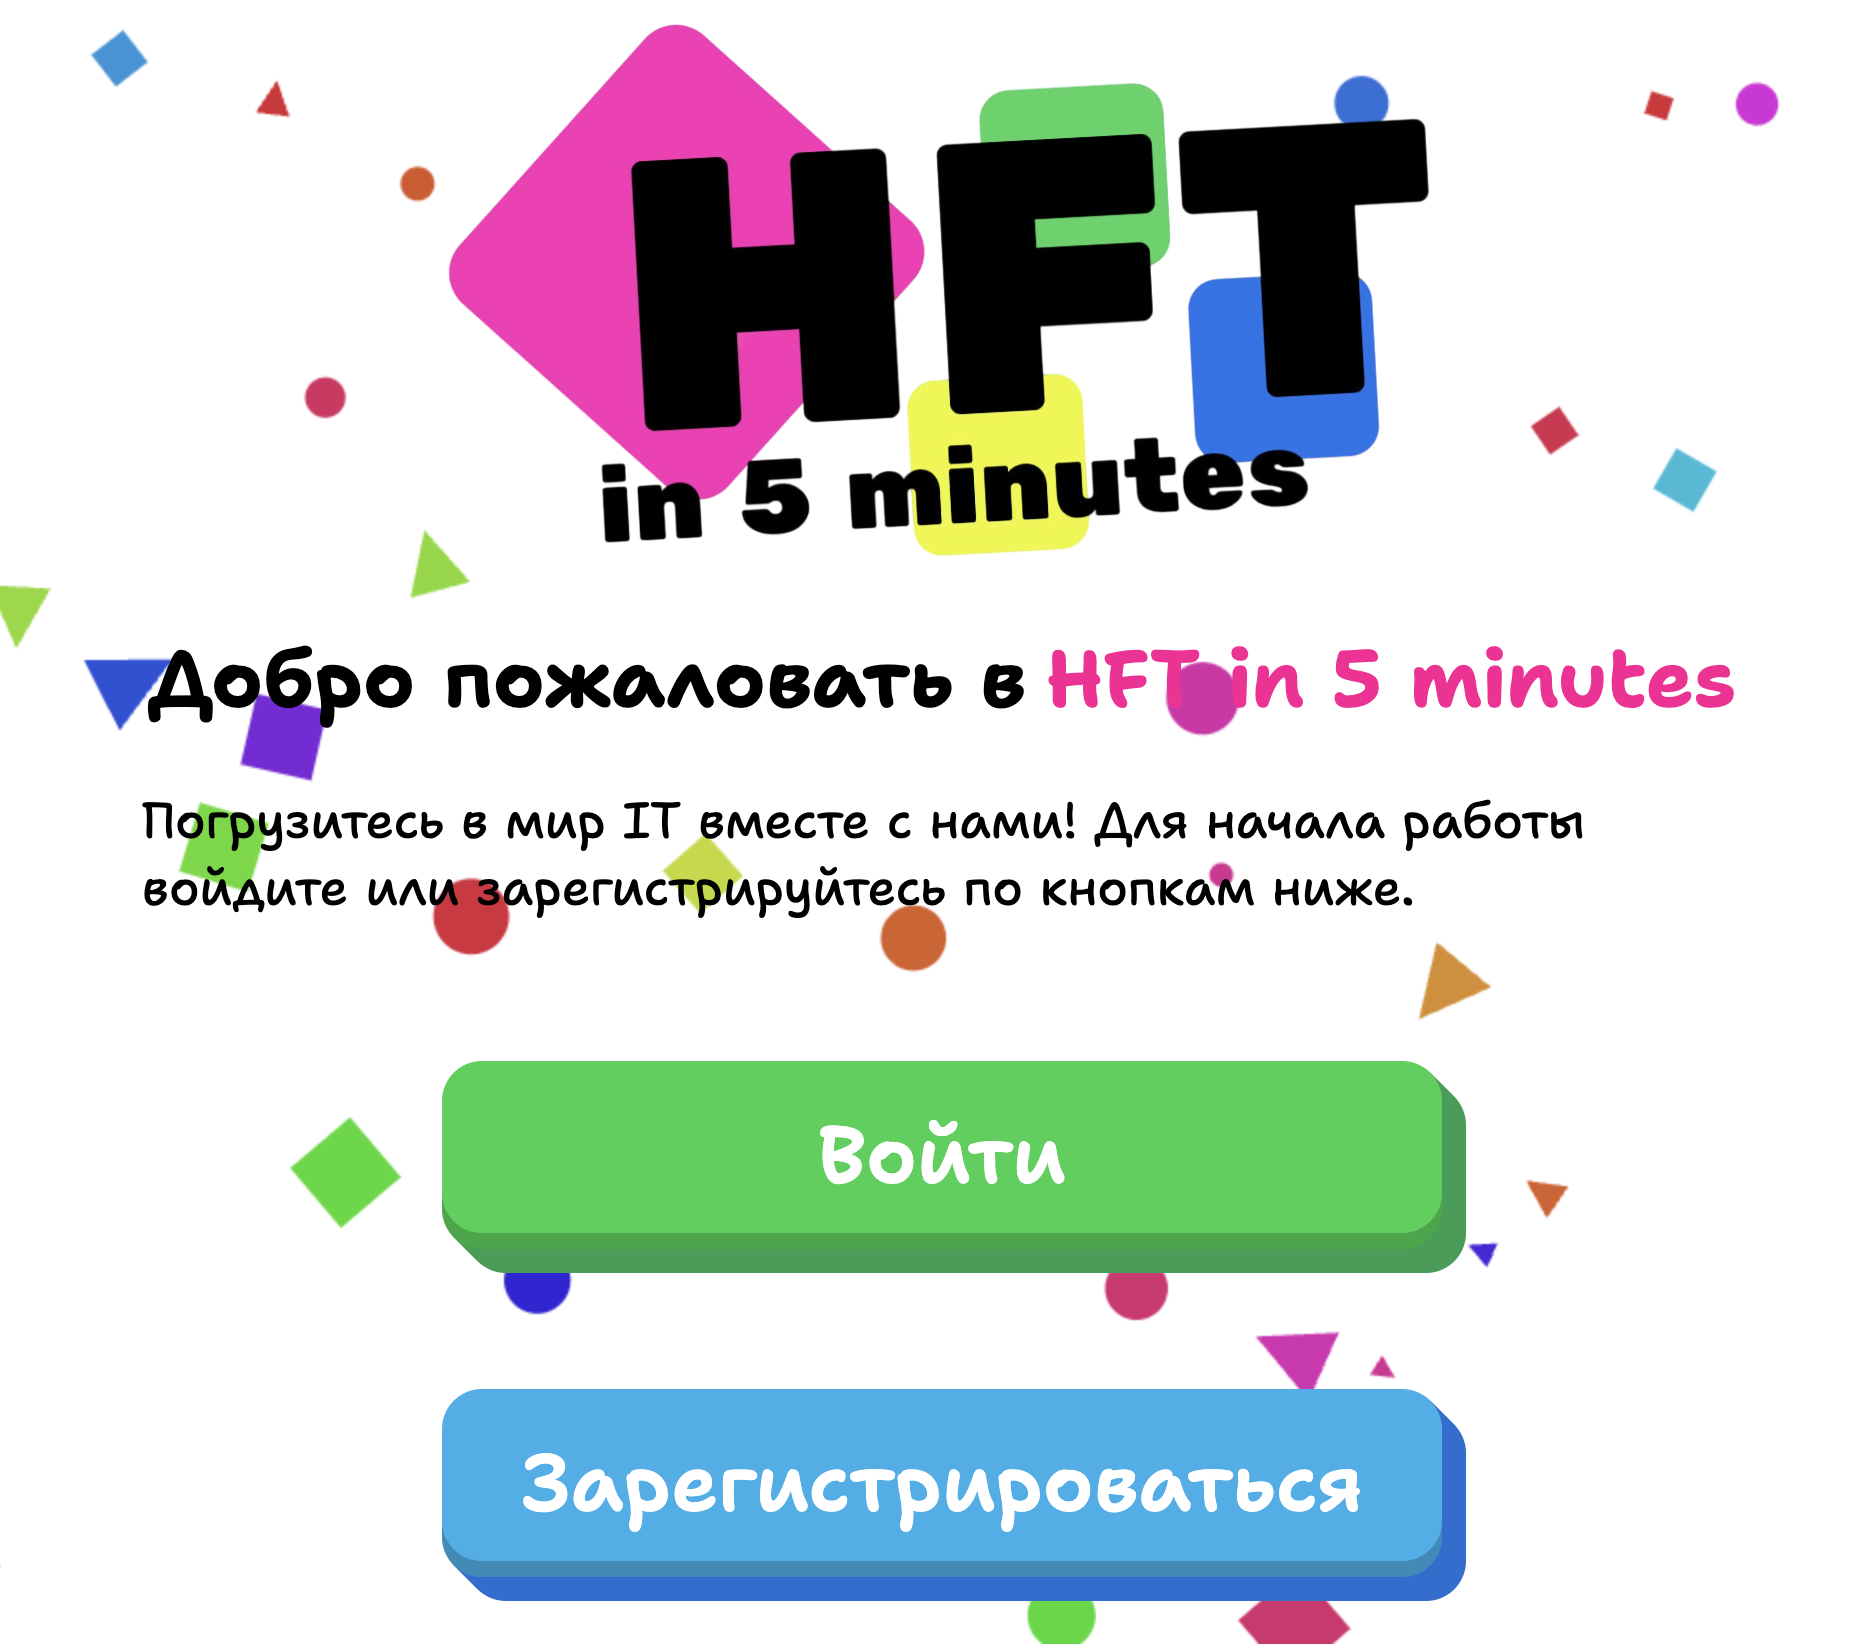 HFT
in 5 minutes
Добро пожаловать в HFT in 5 minutes
Погрузитесь в мир IT вместе с нами! Для начала работы
войдите или зарегистрируйтесь по кнопкам ниже.
Войти
Зарегистрироваться